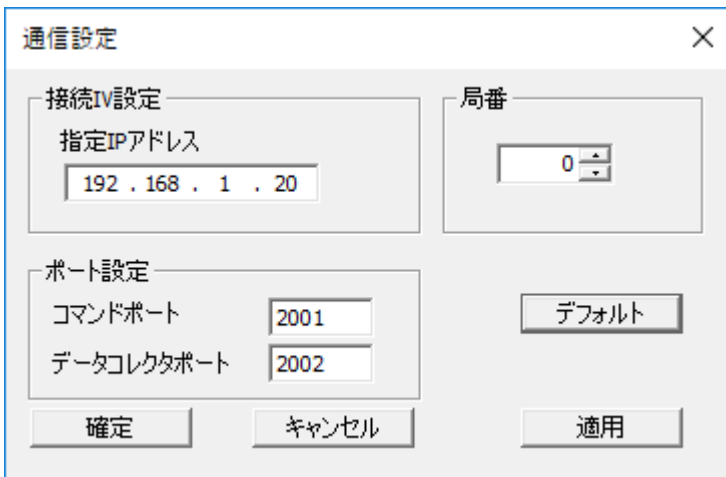 通信設定
接続IV設定
指定IPアドレス
192 . 168 . 1 . 20
局番
0
ポート設定
コマンドポート 2001
データコレクタポート 2002
デフォルト
確定 キャンセル 適用